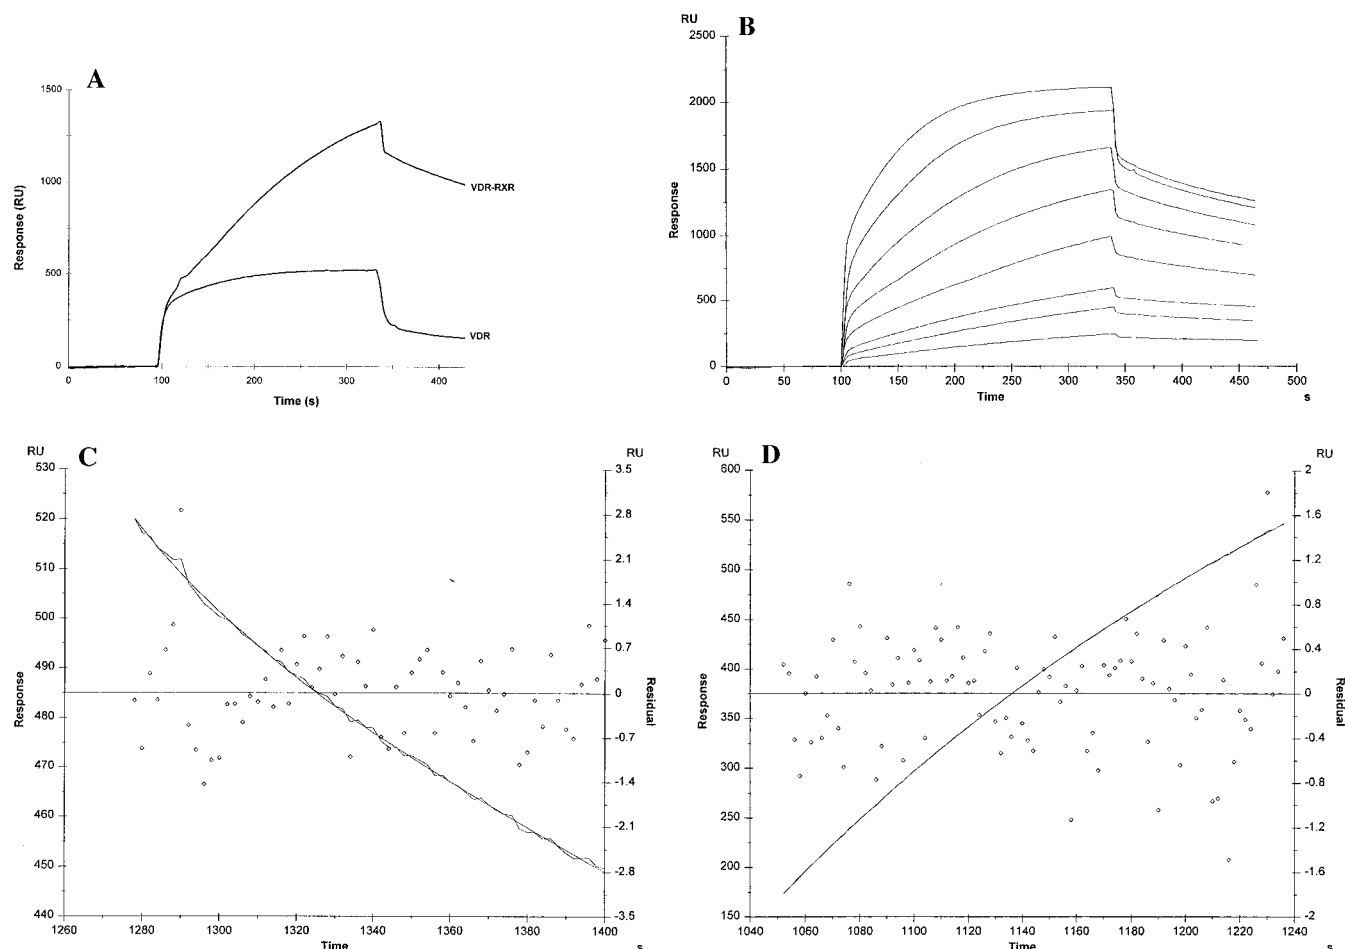 A
1500
1000
500
0
Response (RU)
0 100 200 300 400
Time (s)
VDR-RXR
VDR
B
RU
2500
2000
1500
1000
500
0
Response
0 50 100 150 200 250 300 350 400 450 500
Time s
C
RU
530
520
510
500
490
480
470
460
450
440
Response
1260 1280 1300 1320 1340 1360 1380 1400
Time s
RU
3.5
2.8
2.1
1.4
0.7
0
-0.7
-1.4
-2.1
-2.8
-3.5
Residual
D
RU
600
550
500
450
400
350
300
250
200
150
Response
1040 1060 1080 1100 1120 1140 1160 1180 1200 1220 1240
Time s
RU
2
1.6
1.2
0.8
0.4
0
-0.4
-0.8
-1.2
-1.6
-2
Residual